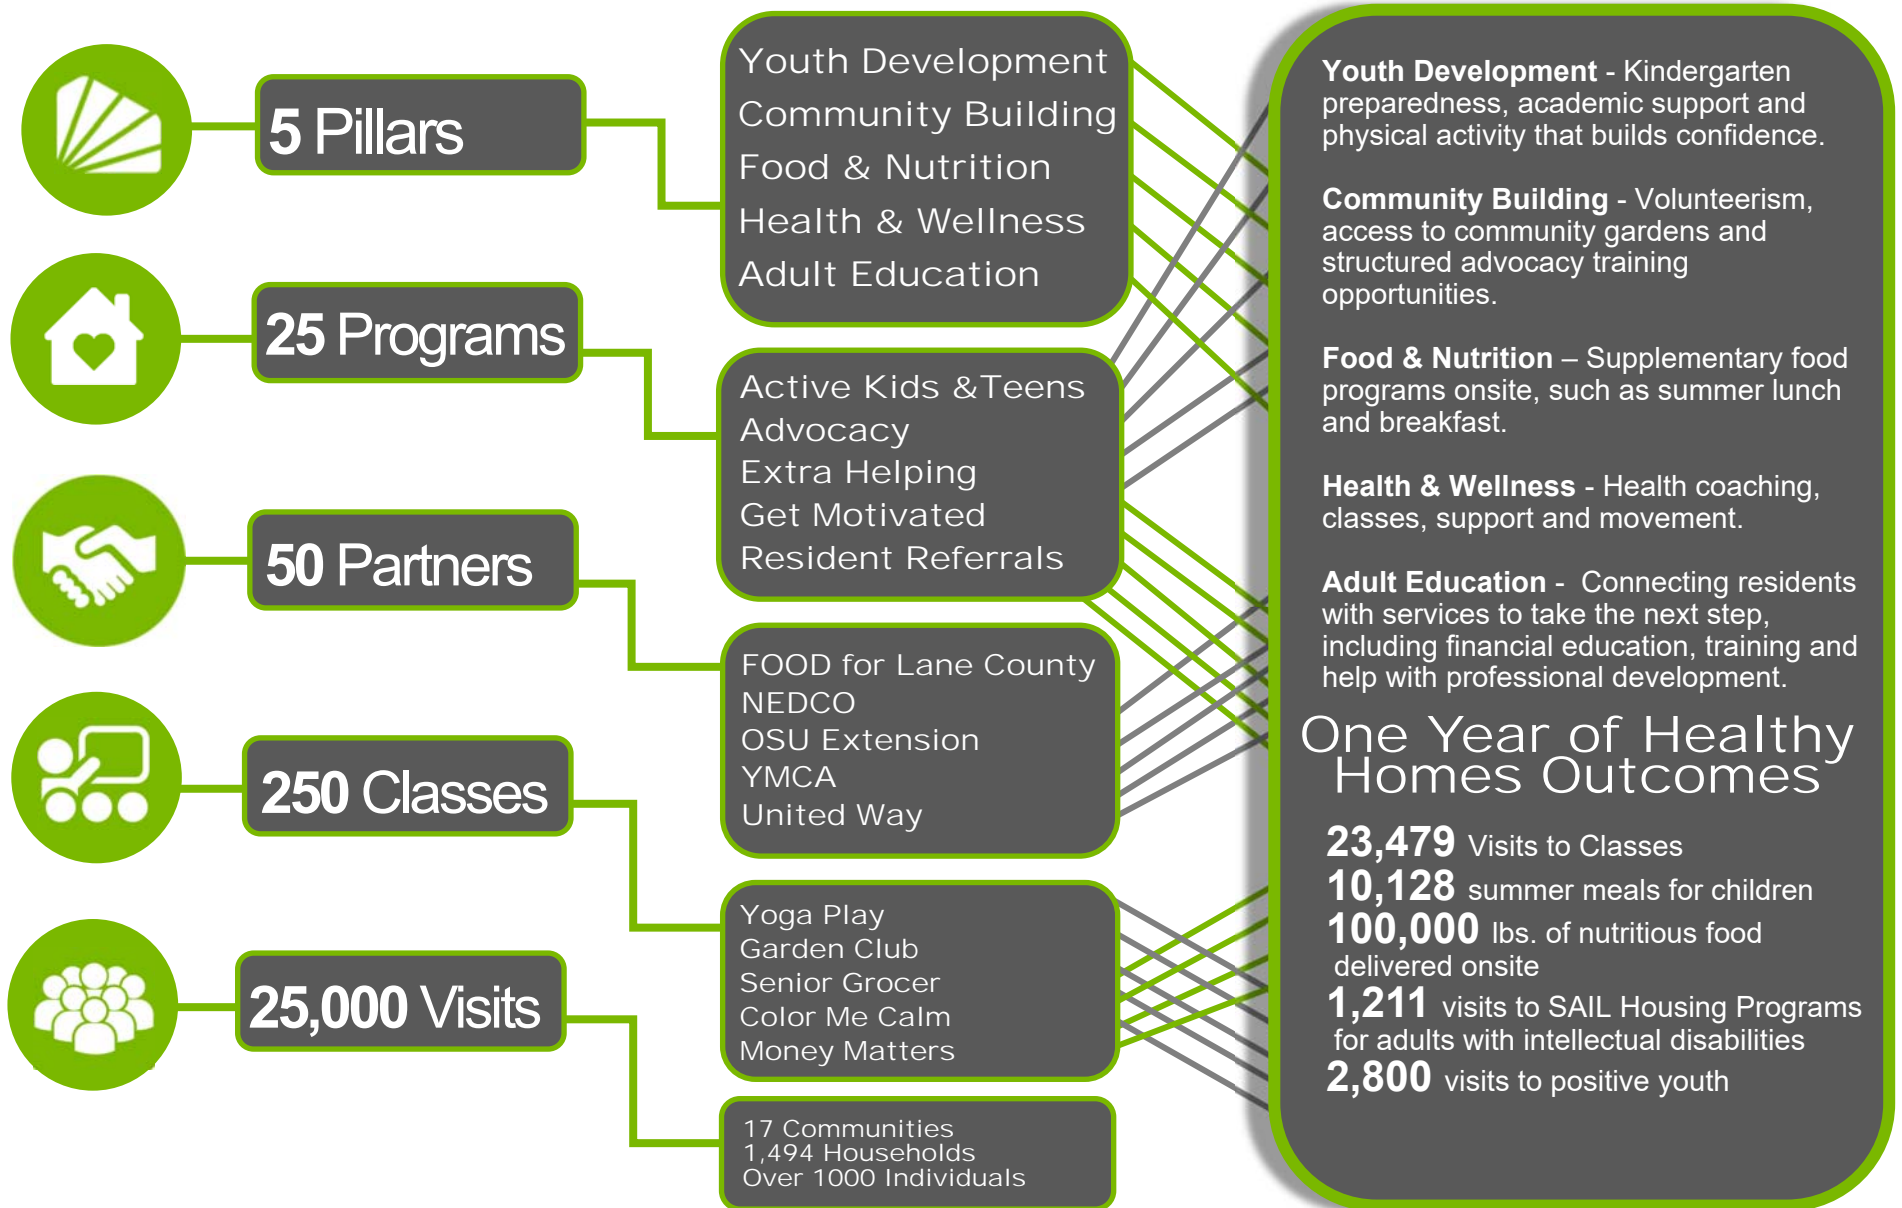 5 Pillars
Youth Development
Community Building
Food & Nutrition
Health & Wellness
Adult Education
25 Programs
Active Kids &Teens
Advocacy
Extra Helping
Get Motivated
Resident Referrals
50 Partners
FOOD for Lane County
NEDCO
OSU Extension
YMCA
United Way
250 Classes
Yoga Play
Garden Club
Senior Grocer
Color Me Calm
Money Matters
25,000 Visits
17 Communities
1,494 Households
Over 1000 Individuals
Youth Development - Kindergarten
preparedness, academic support and
physical activity that builds confidence.
Community Building - Volunteerism,
access to community gardens and
structured advocacy training
opportunities.
Food & Nutrition – Supplementary food
programs onsite, such as summer lunch
and breakfast.
Health & Wellness - Health coaching,
classes, support and movement.
Adult Education - Connecting residents
with services to take the next step,
including financial education, training and
help with professional development.
One Year of Healthy
Homes Outcomes
23,479 Visits to Classes
10,128 summer meals for children
100,000 lbs. of nutritious food
delivered onsite
1,211 visits to SAIL Housing Programs
for adults with intellectual disabilities
2,800 visits to positive youth